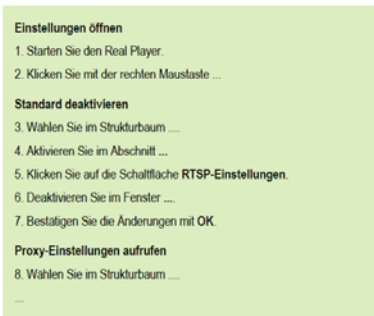 Einstellungen öffnen
1. Starten Sie den Real Player.
2. Klicken Sie mit der rechten Maustaste ...
Standard deaktivieren
3. Wählen Sie im Strukturbaum ....
4. Aktivieren Sie im Abschnitt ...
5. Klicken Sie auf die Schaltfläche RTSP-Einstellungen.
6. Deaktivieren Sie im Fenster ....
7. Bestätigen Sie die Änderungen mit OK.
Proxy-Einstellungen aufrufen
8. Wählen Sie im Strukturbaum ....
...